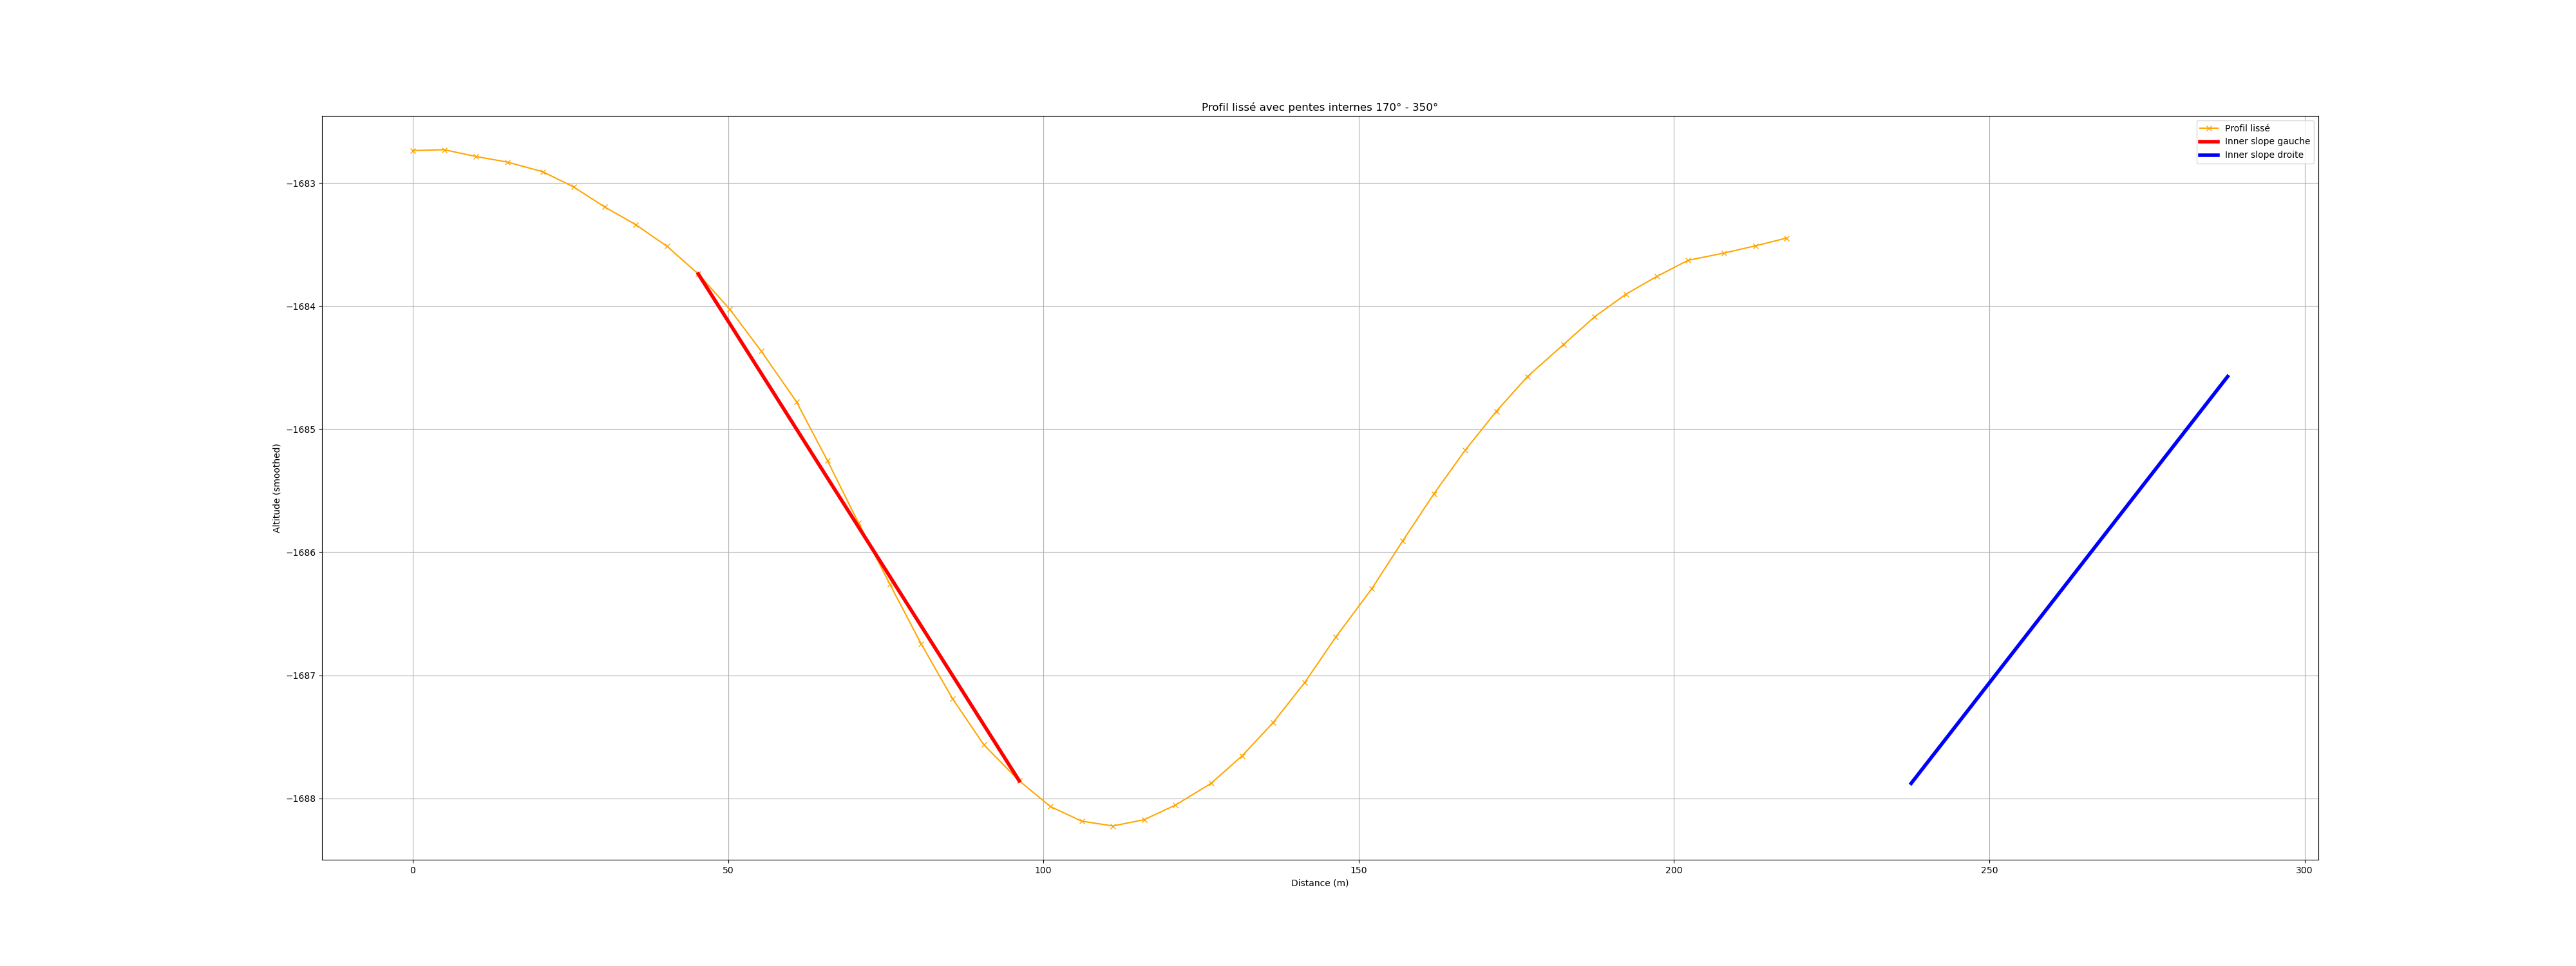 Profil lissé avec pentes internes 170° - 350°
Profil lissé
Inner slope gauche
Inner slope droite
−1683
−1684
−1685
−1686
−1687
−1688
Altitude (smoothed)
0 50 100 150 200 250 300
Distance (m)